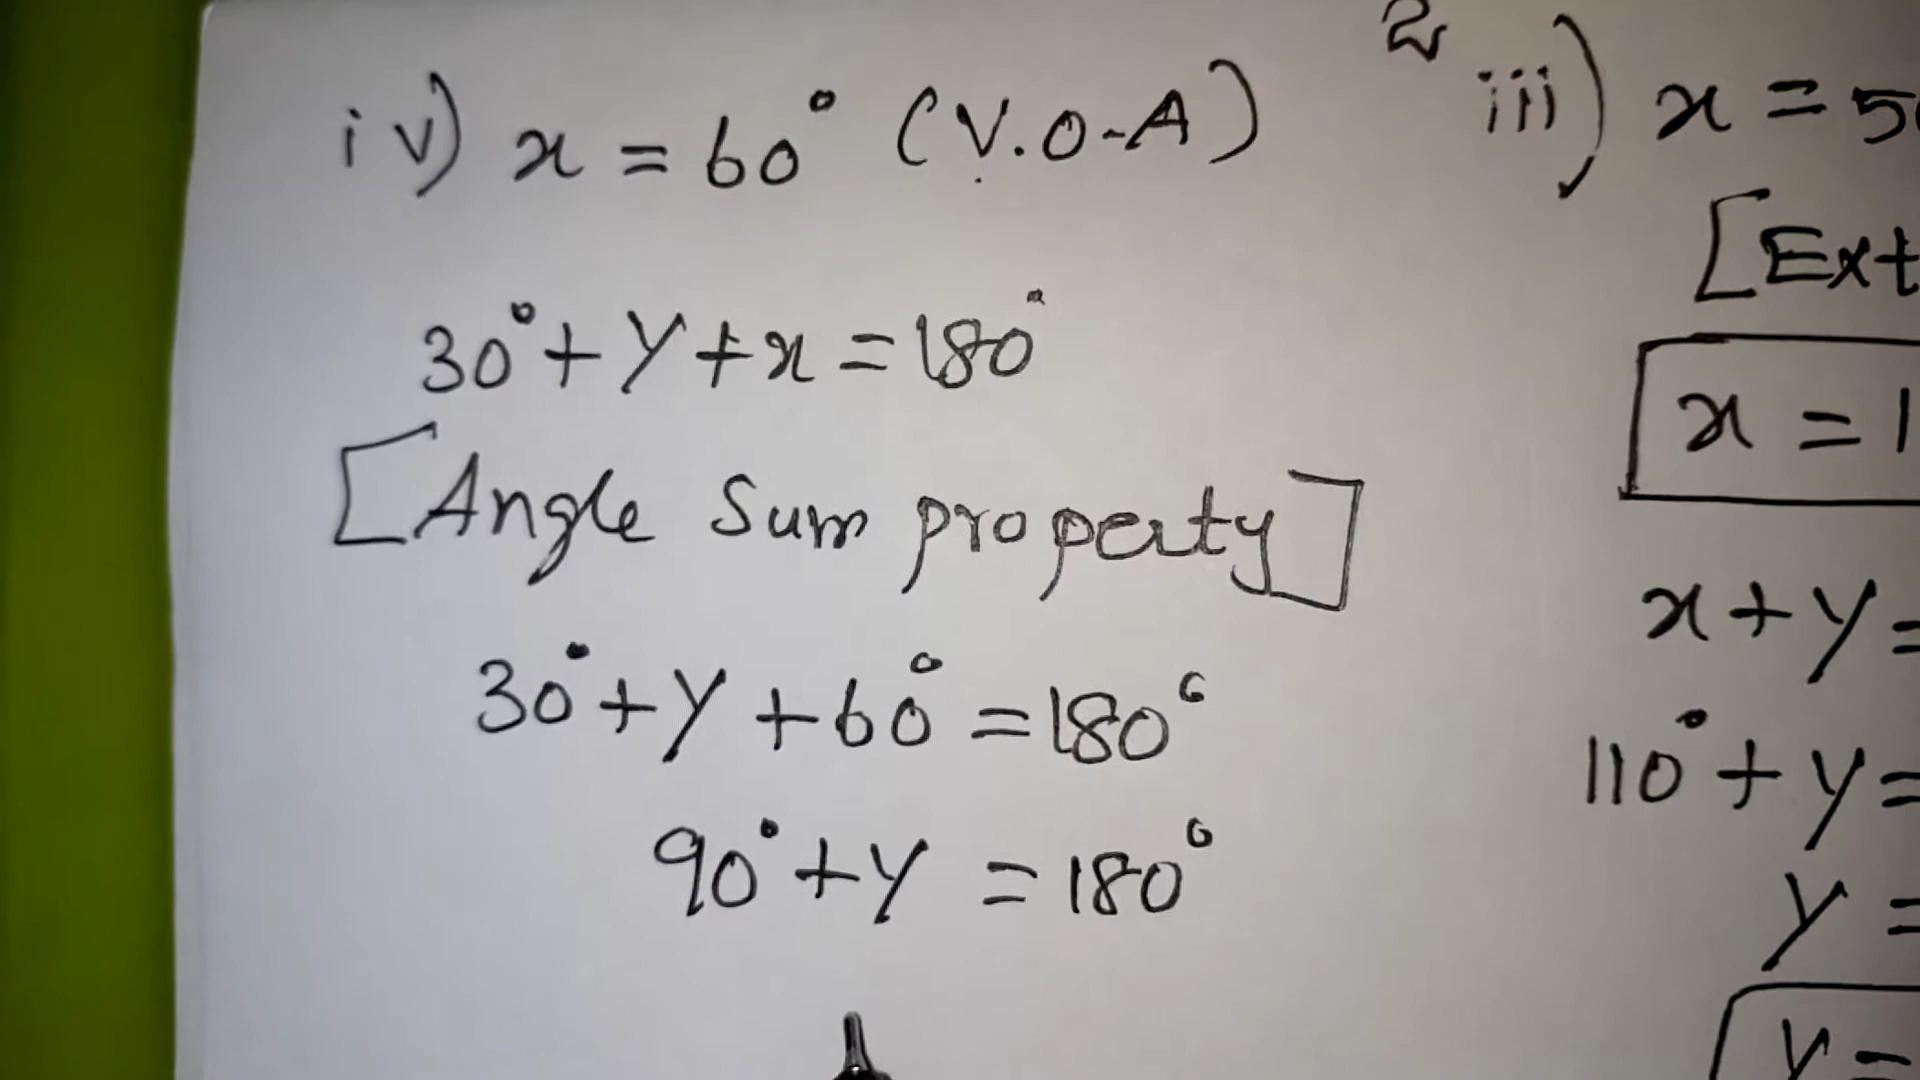 iv) x = 60° (V.O.A)
30° + y + x = 180°
[Angle Sum property]
30° + y + 60° = 180°
90° + y = 180°
iii) x = 5
[Ext
x = 1
x + y =
110° + y =
y =
y =